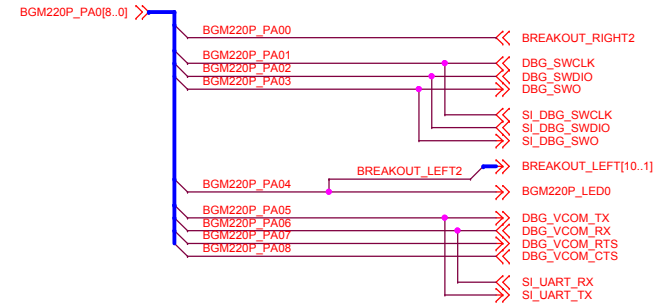 BGM220P_PA0[8..0]
BGM220P_PA00
BREAKOUT_RIGHT2
BGM220P_PA01
DBG_SWCLK
BGM220P_PA02
DBG_SWDIO
BGM220P_PA03
DBG_SWO
SI_DBG_SWCLK
SI_DBG_SWDIO
SI_DBG_SWO
BREAKOUT_LEFT2
BREAKOUT_LEFT[10..1]
BGM220P_PA04
BGM220P_LED0
BGM220P_PA05
DBG_VCOM_TX
BGM220P_PA06
DBG_VCOM_RX
BGM220P_PA07
DBG_VCOM_RTS
BGM220P_PA08
DBG_VCOM_CTS
SI_UART_RX
SI_UART_TX